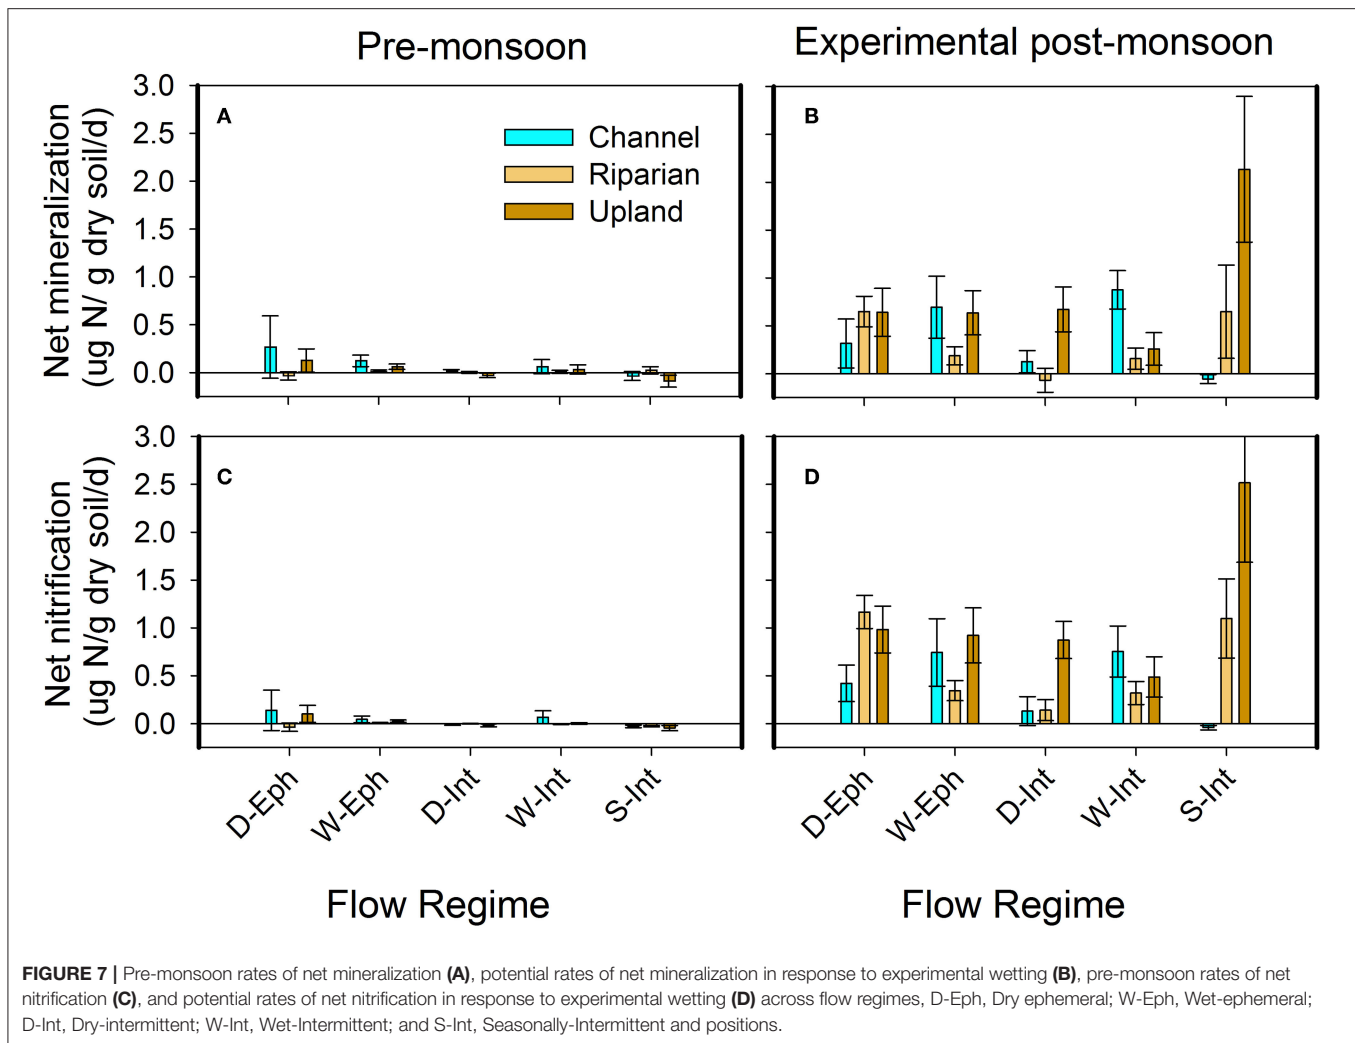 Pre-monsoon
Experimental post-monsoon
Net mineralization
(ug N/ g dry soil/d)
3.0
2.5
2.0
1.5
1.0
0.5
0.0
A
Channel
Riparian
Upland
B
Net nitrification
(ug N/g dry soil/d)
3.0
2.5
2.0
1.5
1.0
0.5
0.0
C
D
D-Eph
W-Eph
D-Int
W-Int
S-Int
D-Eph
W-Eph
D-Int
W-Int
S-Int
Flow Regime
Flow Regime
FIGURE 7 | Pre-monsoon rates of net mineralization (A), potential rates of net mineralization in response to experimental wetting (B), pre-monsoon rates of net
nitrification (C), and potential rates of net nitrification in response to experimental wetting (D) across flow regimes, D-Eph, Dry ephemeral; W-Eph, Wet-ephemeral;
D-Int, Dry-intermittent; W-Int, Wet-Intermittent; and S-Int, Seasonally-Intermittent and positions.